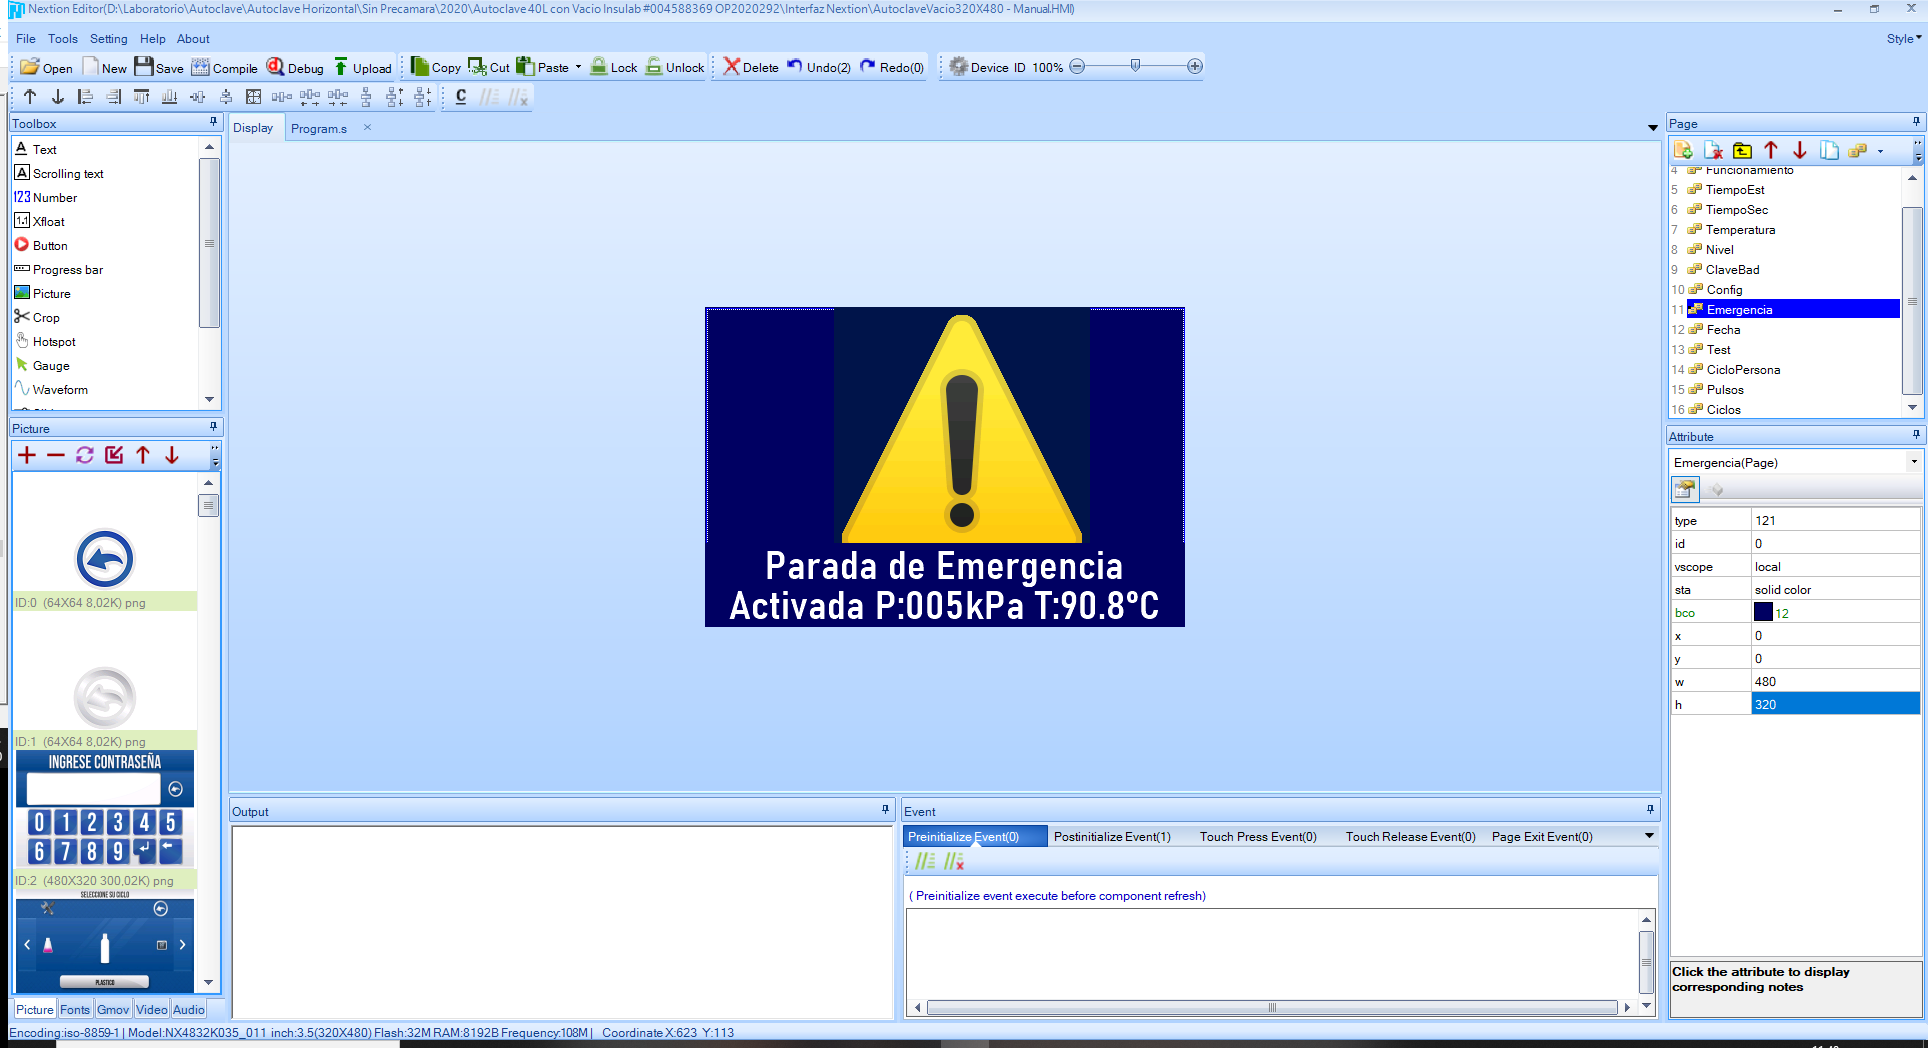 Nextion Editor(D:\Laboratorio\Autoclave\Autoclave Horizontal\Sin Precamara\2020\Autoclave 40L con Vacio Insulab #004588369 OP2020292\Interfaz Nextion\AutoclaveVacio320X480 - Manual.HMI)
File Tools Setting Help About Style
Open New Save Compile Debug Upload Copy Cut Paste Lock Unlock Delete Undo(2) Redo(0) Device ID 100%
Toolbox
Text
Scrolling text
123 Number
1.1 Xfloat
Button
Progress bar
Picture
Crop
Hotspot
Gauge
Waveform
Picture
ID:0 (64X64 8,02K) png
ID:1 (64X64 8,02K) png
INGRESE CONTRASEÑA
0 1 2 3 4 5
6 7 8 9
ID:2 (480X320 300,02K) png
SELECCIONE SU CICLO
PLASTICO
Picture Fonts Gmov Video Audio
Display Program.s
Parada de Emergencia
Activada P:005kPa T:90.8ºC
Output
Event
Preinitialize Event(0) Postinitialize Event(1) Touch Press Event(0) Touch Release Event(0) Page Exit Event(0)
( Preinitialize event execute before component refresh)
Page
4 Funcionamiento
5 TiempoEst
6 TiempoSec
7 Temperatura
8 Nivel
9 ClaveBad
10 Config
11 Emergencia
12 Fecha
13 Test
14 CicloPersona
15 Pulsos
16 Ciclos
Attribute
Emergencia(Page)
type 121
id 0
vscope local
sta solid color
bco 12
x 0
y 0
w 480
h 320
Click the attribute to display
corresponding notes
Encoding:iso-8859-1 | Model:NX4832K035_011 inch:3.5(320X480) Flash:32M RAM:8192B Frequency:108M | Coordinate X:623 Y:113